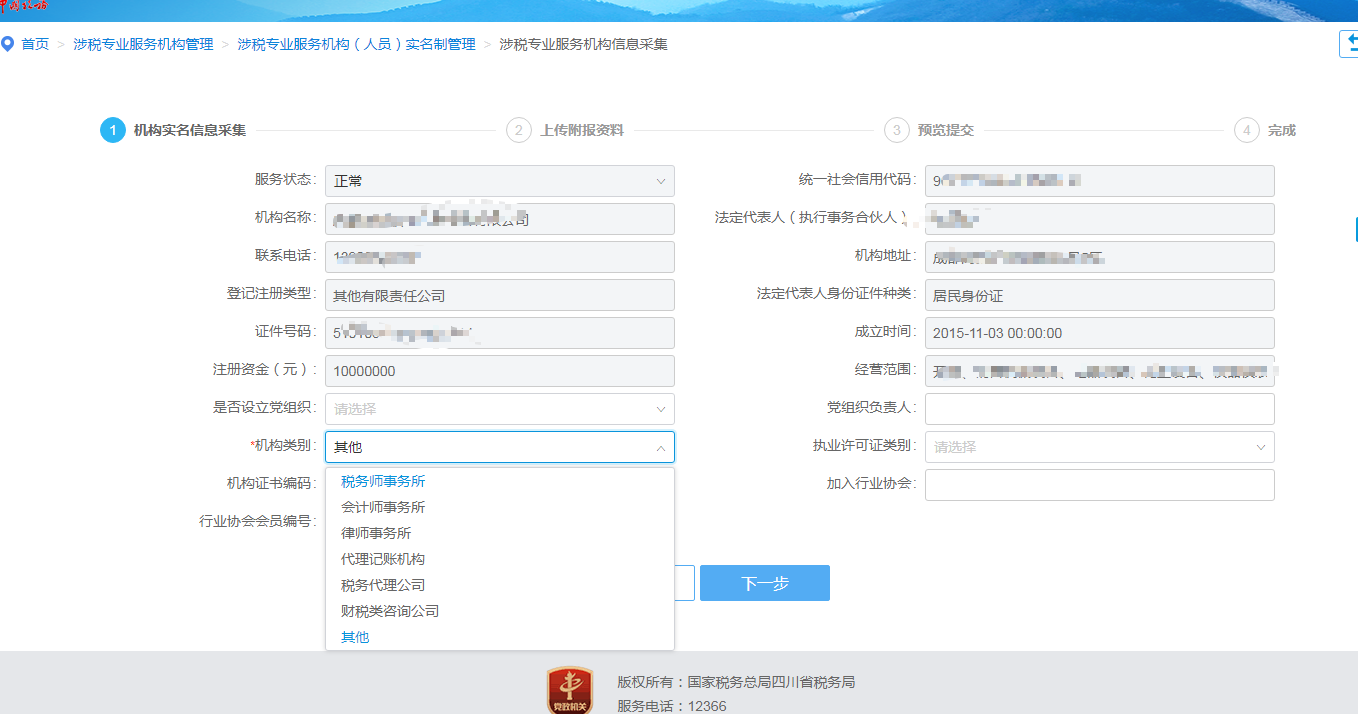 首页 > 涉税专业服务机构管理 > 涉税专业服务机构（人员）实名制管理 > 涉税专业服务机构信息采集
1 机构实名信息采集 2 上传附报资料 3 预览提交 4 完成
服务状态: 正常 统一社会信用代码: 9
机构名称: 公司 法定代表人（执行事务合伙人）
联系电话: 机构地址:
登记注册类型: 其他有限责任公司 法定代表人身份证件种类: 居民身份证
证件号码: 成立时间: 2015-11-03 00:00:00
注册资金（元）: 10000000 经营范围:
是否设立党组织: 请选择 党组织负责人:
*机构类别: 其他 执业许可证类别: 请选择
机构证书编码: 税务师事务所 加入行业协会:
会计师事务所
行业协会会员编号:
律师事务所
代理记账机构
税务代理公司 下一步
财税类咨询公司
其他
党政机关
版权所有：国家税务总局四川省税务局
服务电话：12366